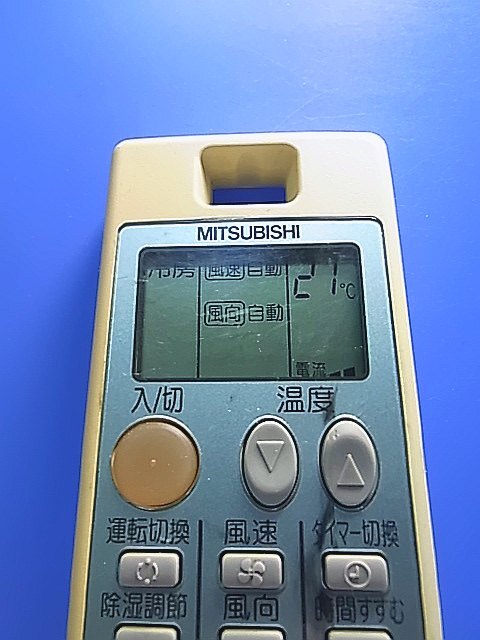 MITSUBISHI
冷房 風速 自動 21℃
風向 自動
電流
入/切 温度
▽ △
運転切換 風速 タイマー切換
除湿調節 風向 時間すすむ